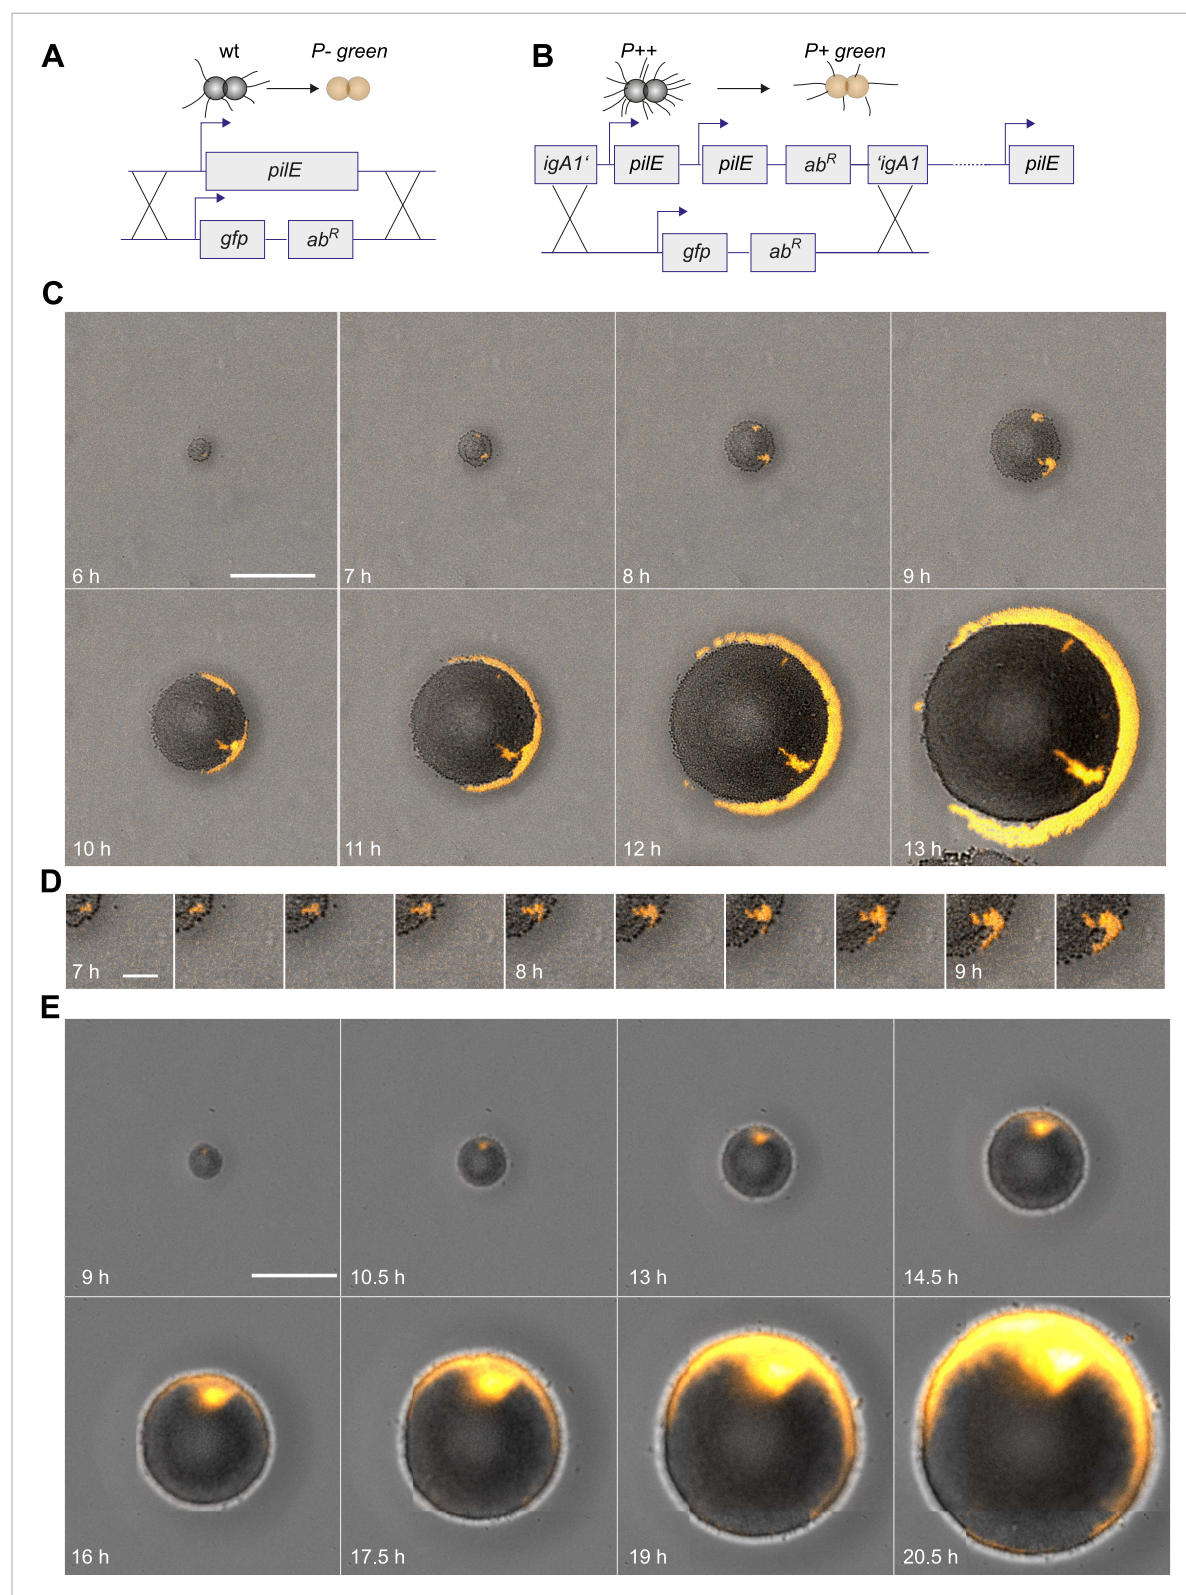 A
wt
P- green
pilE
gfp
abR
B
P++
P+ green
igA1‘
pilE
pilE
abR
‘igA1
pilE
gfp
abR
C
6 h
7 h
8 h
9 h
10 h
11 h
12 h
13 h
D
7 h
8 h
9 h
E
9 h
10.5 h
13 h
14.5 h
16 h
17.5 h
19 h
20.5 h